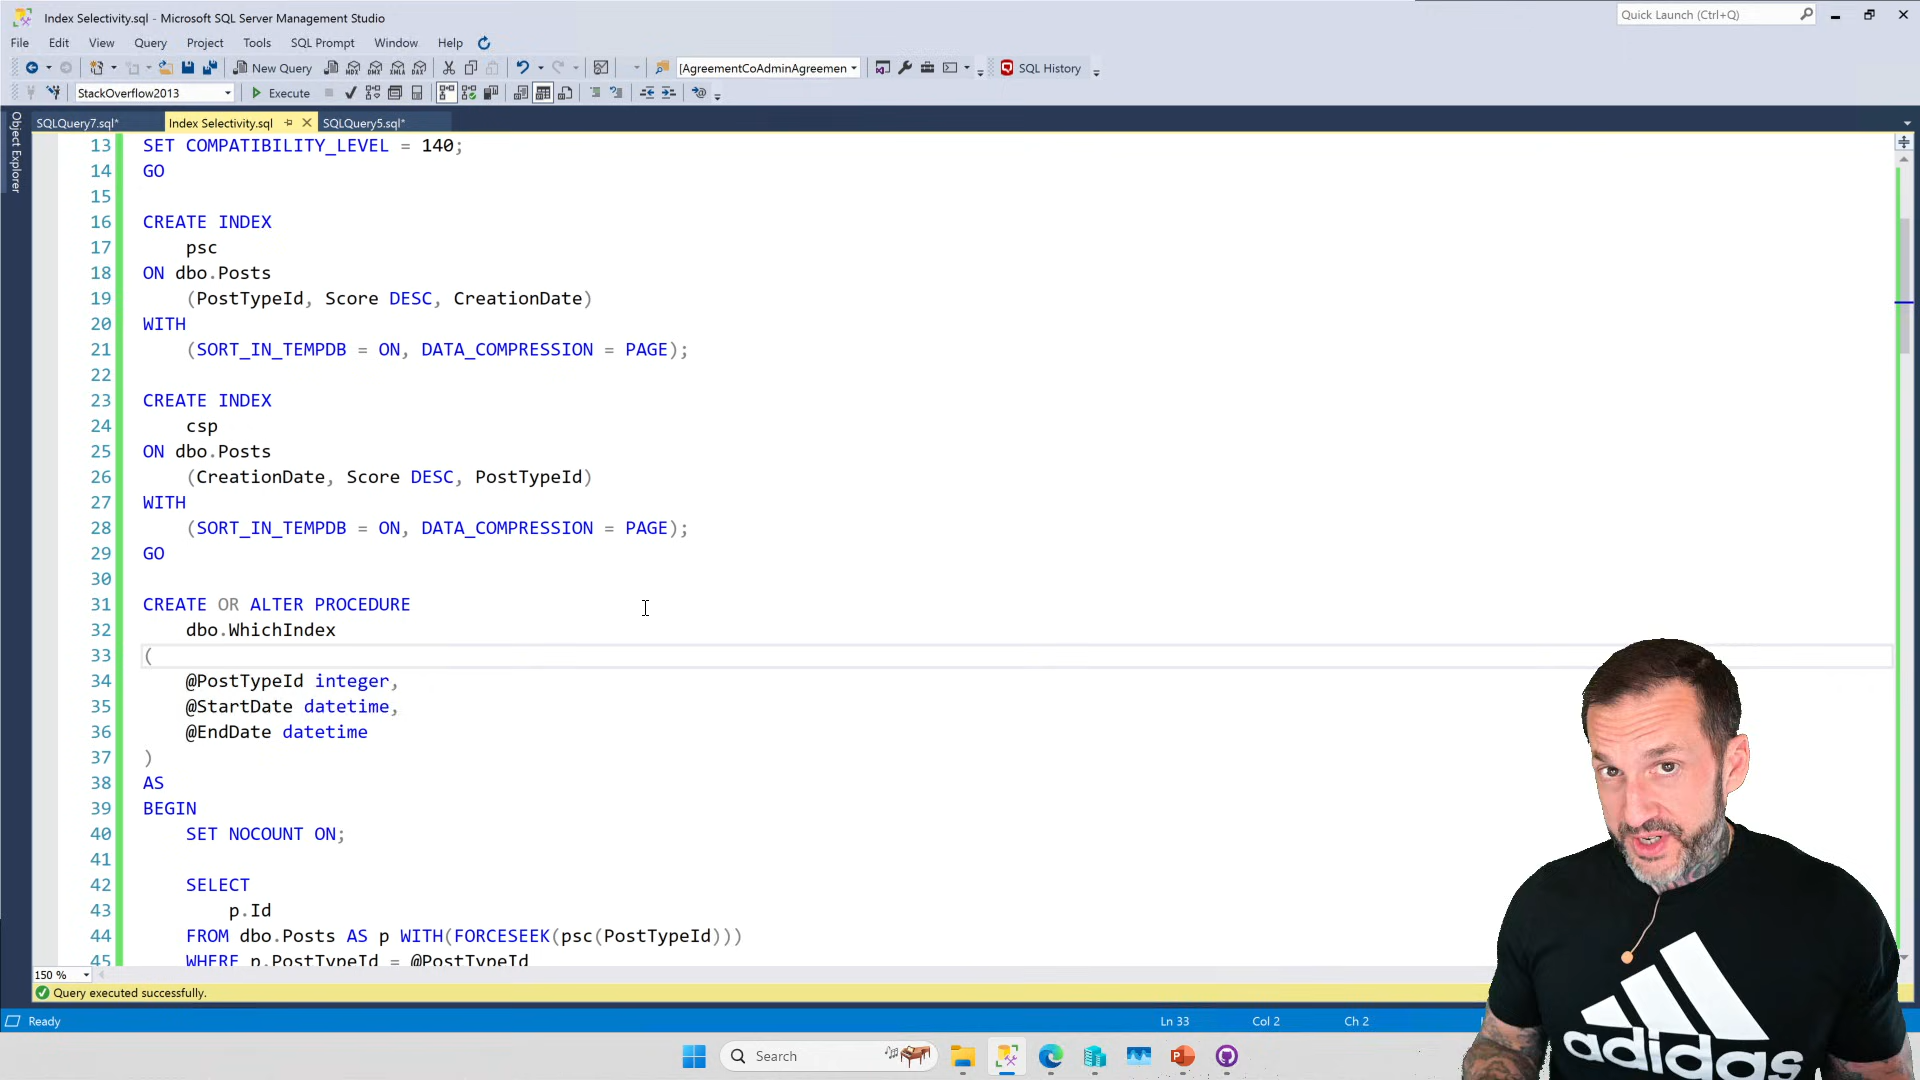 Index Selectivity.sql - Microsoft SQL Server Management Studio
Quick Launch (Ctrl+Q)
File Edit View Query Project Tools SQL Prompt Window Help
New Query
[AgreementCoAdminAgreemen
SQL History
StackOverflow2013
Execute
SQLQuery7.sql*
Index Selectivity.sql
SQLQuery5.sql*
Object Explorer
13 SET COMPATIBILITY_LEVEL = 140;
14 GO
15
16 CREATE INDEX
17 psc
18 ON dbo.Posts
19 (PostTypeId, Score DESC, CreationDate)
20 WITH
21 (SORT_IN_TEMPDB = ON, DATA_COMPRESSION = PAGE);
22
23 CREATE INDEX
24 csp
25 ON dbo.Posts
26 (CreationDate, Score DESC, PostTypeId)
27 WITH
28 (SORT_IN_TEMPDB = ON, DATA_COMPRESSION = PAGE);
29 GO
30
31 CREATE OR ALTER PROCEDURE
32 dbo.WhichIndex
33 (
34 @PostTypeId integer,
35 @StartDate datetime,
36 @EndDate datetime
37 )
38 AS
39 BEGIN
40 SET NOCOUNT ON;
41
42 SELECT
43 p.Id
44 FROM dbo.Posts AS p WITH(FORCESEEK(psc(PostTypeId)))
45 WHERE p.PostTypeId = @PostTypeId
150 %
Query executed successfully.
Ready
Ln 33
Col 2
Ch 2
Search
adidas